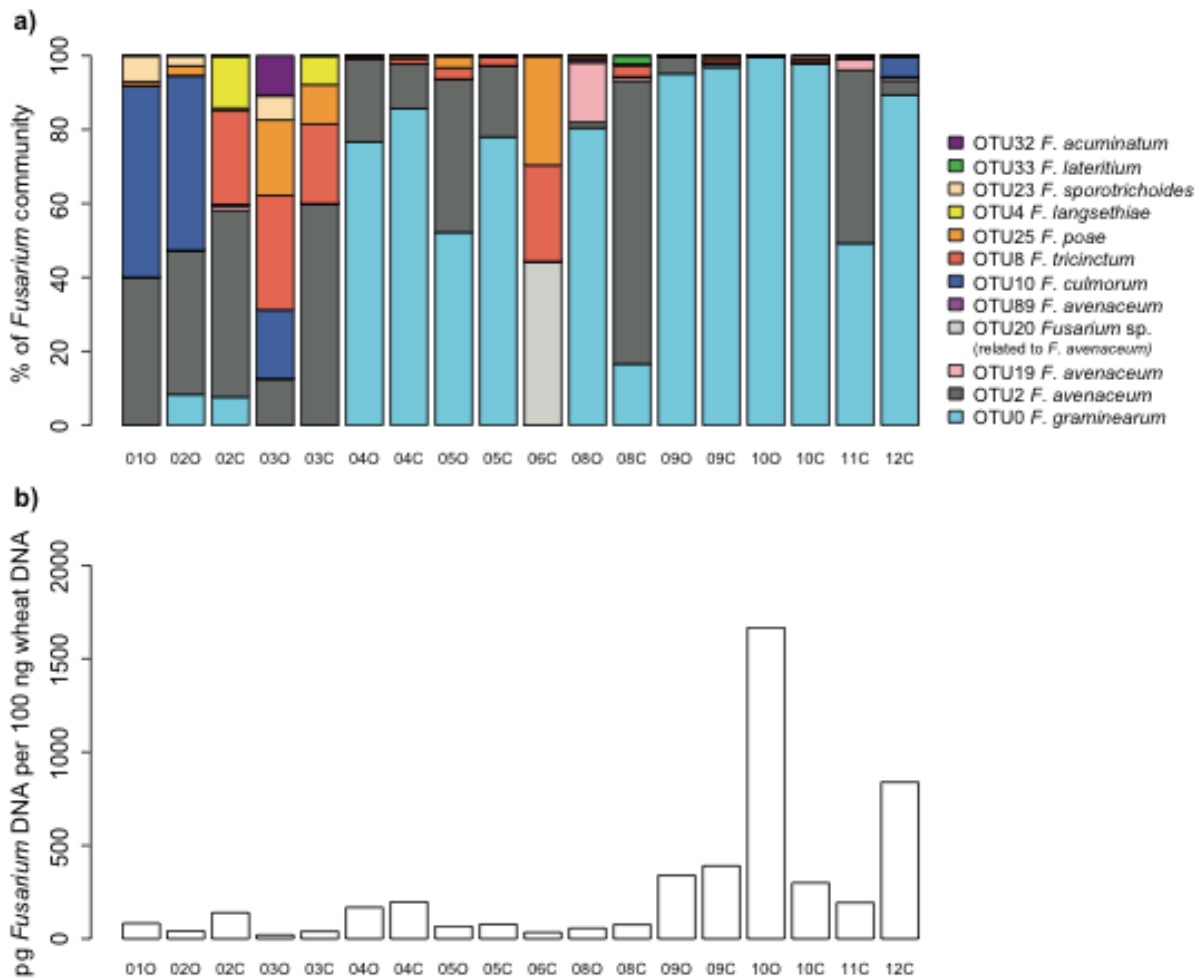 a)
% of Fusarium community
100
80
60
40
20
0
01O 02O 02C 03O 03C 04O 04C 05O 05C 06C 08O 08C 09O 09C 10O 10C 11C 12C
OTU32 F. acuminatum
OTU33 F. lateritium
OTU23 F. sporotrichoides
OTU4 F. langsethiae
OTU25 F. poae
OTU8 F. tricinctum
OTU10 F. culmorum
OTU89 F. avenaceum
OTU20 Fusarium sp.
(related to F. avenaceum)
OTU19 F. avenaceum
OTU2 F. avenaceum
OTU0 F. graminearum
b)
pg Fusarium DNA per 100 ng wheat DNA
2000
1500
1000
500
0
01O 02O 02C 03O 03C 04O 04C 05O 05C 06C 08O 08C 09O 09C 10O 10C 11C 12C